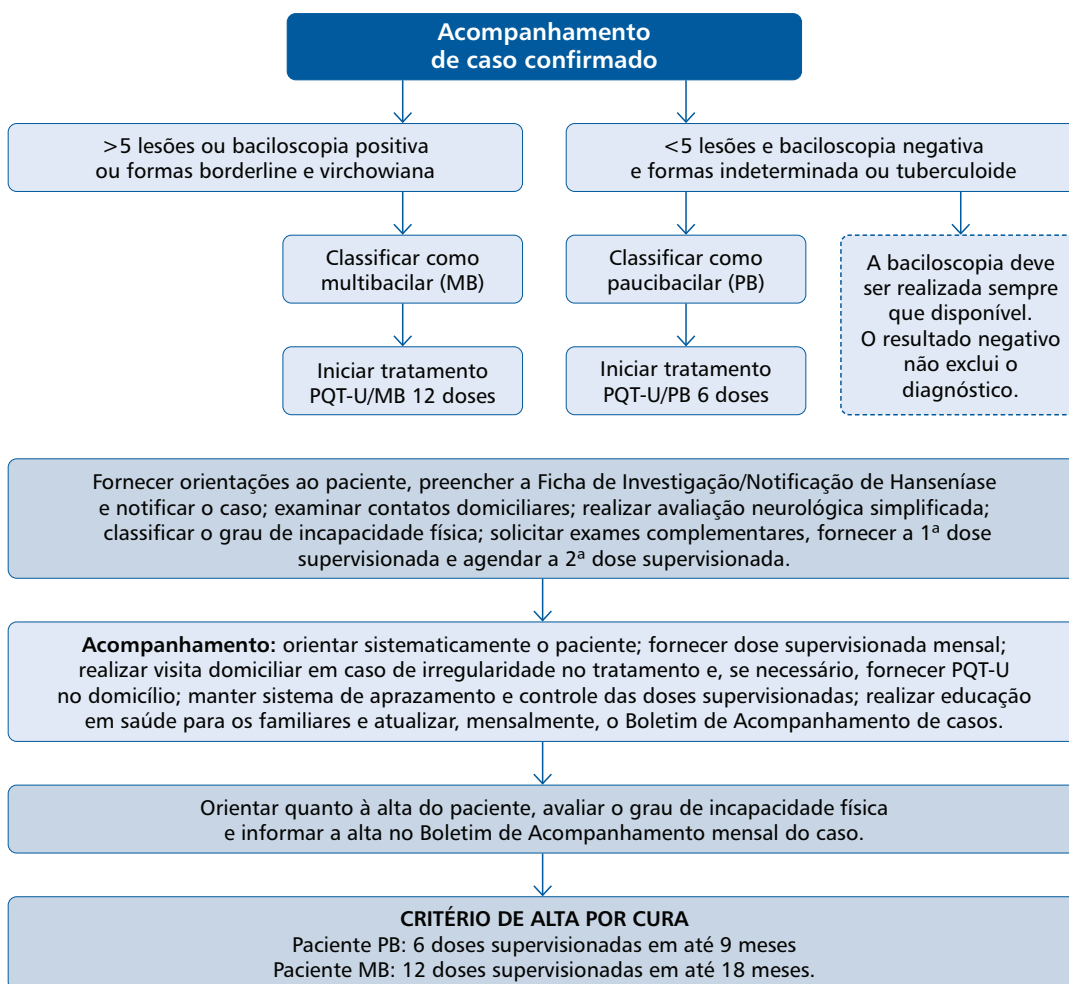 Acompanhamento
de caso confirmado
>5 lesões ou baciloscopia positiva
ou formas borderline e virchowiana
<5 lesões e baciloscopia negativa
e formas indeterminada ou tuberculoide
Classificar como
multibacilar (MB)
Classificar como
paucibacilar (PB)
A baciloscopia deve
ser realizada sempre
que disponível.
O resultado negativo
não exclui o
diagnóstico.
Iniciar tratamento
PQT-U/MB 12 doses
Iniciar tratamento
PQT-U/PB 6 doses
Fornecer orientações ao paciente, preencher a Ficha de Investigação/Notificação de Hanseníase
e notificar o caso; examinar contatos domiciliares; realizar avaliação neurológica simplificada;
classificar o grau de incapacidade física; solicitar exames complementares, fornecer a 1ª dose
supervisionada e agendar a 2ª dose supervisionada.
Acompanhamento: orientar sistematicamente o paciente; fornecer dose supervisionada mensal;
realizar visita domiciliar em caso de irregularidade no tratamento e, se necessário, fornecer PQT-U
no domicílio; manter sistema de aprazamento e controle das doses supervisionadas; realizar educação
em saúde para os familiares e atualizar, mensalmente, o Boletim de Acompanhamento de casos.
Orientar quanto à alta do paciente, avaliar o grau de incapacidade física
e informar a alta no Boletim de Acompanhamento mensal do caso.
CRITÉRIO DE ALTA POR CURA
Paciente PB: 6 doses supervisionadas em até 9 meses
Paciente MB: 12 doses supervisionadas em até 18 meses.